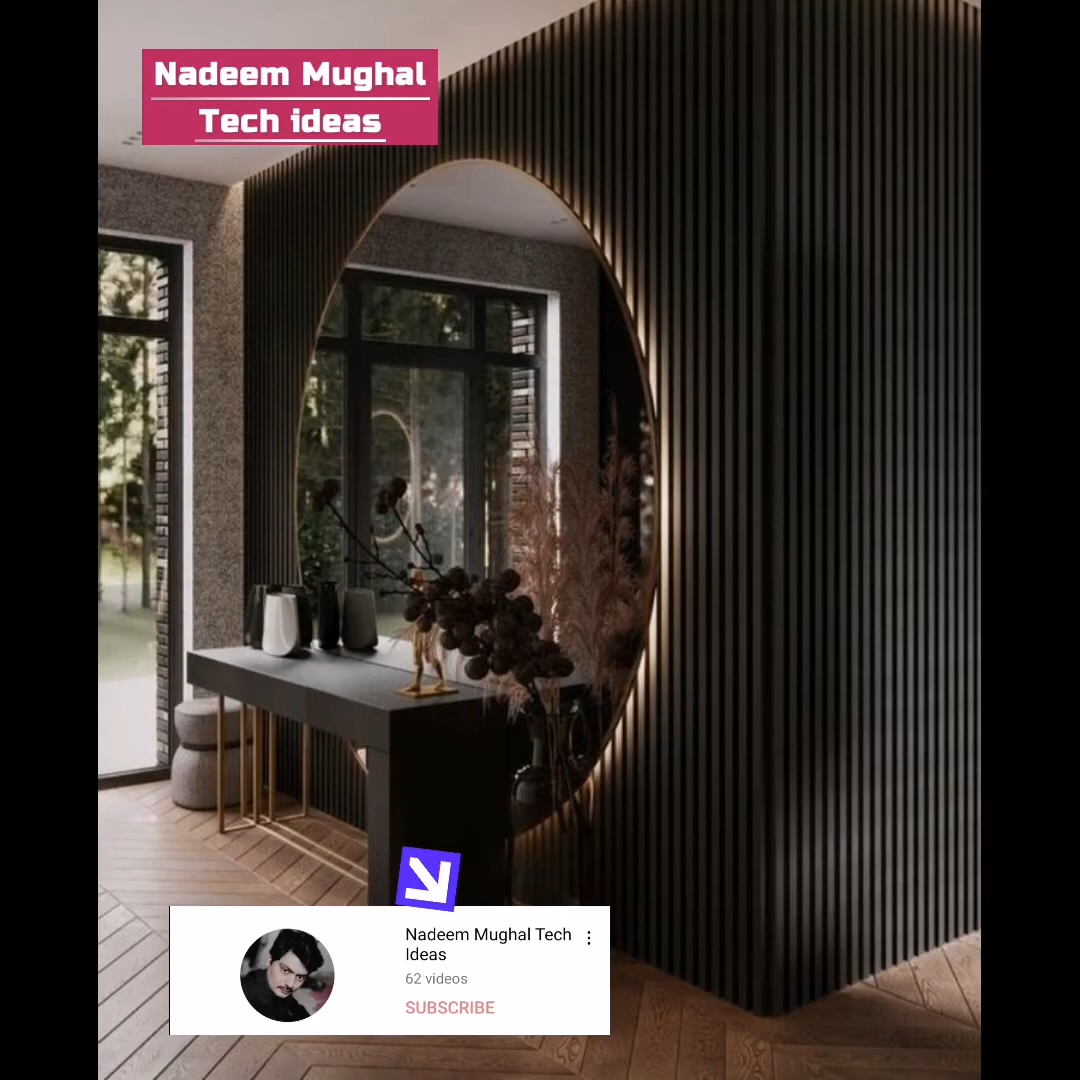 Nadeem Mughal
Tech ideas
Nadeem Mughal Tech
Ideas
62 videos
SUBSCRIBE